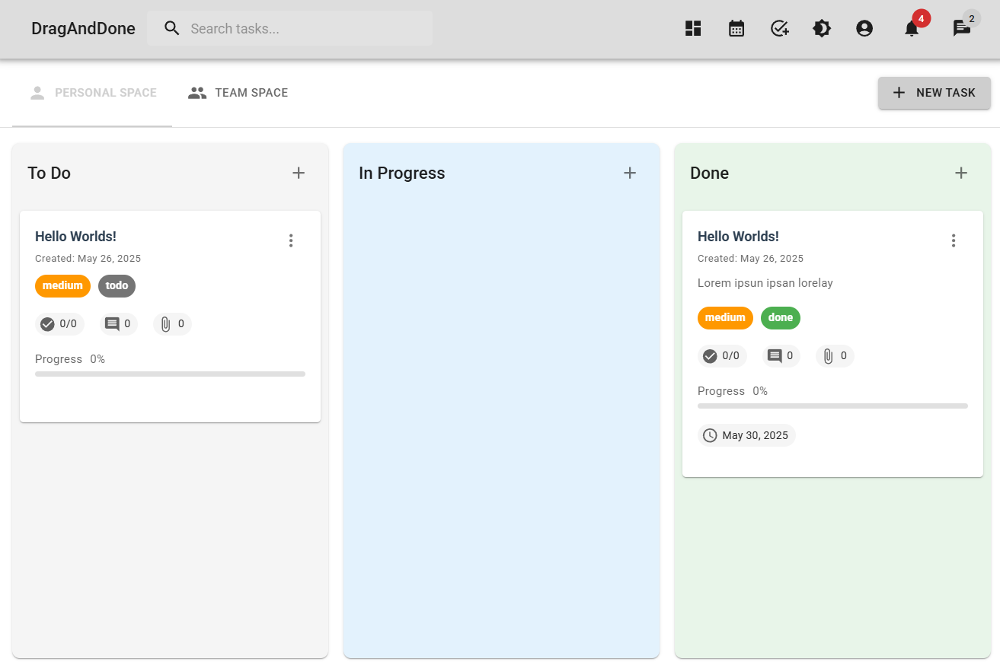 DragAndDone
Search tasks...
4
2
PERSONAL SPACE
TEAM SPACE
NEW TASK
To Do
Hello Worlds!
Created: May 26, 2025
medium todo
0/0 0 0
Progress 0%
In Progress
Done
Hello Worlds!
Created: May 26, 2025
Lorem ipsun ipsan lorelay
medium done
0/0 0 0
Progress 0%
May 30, 2025